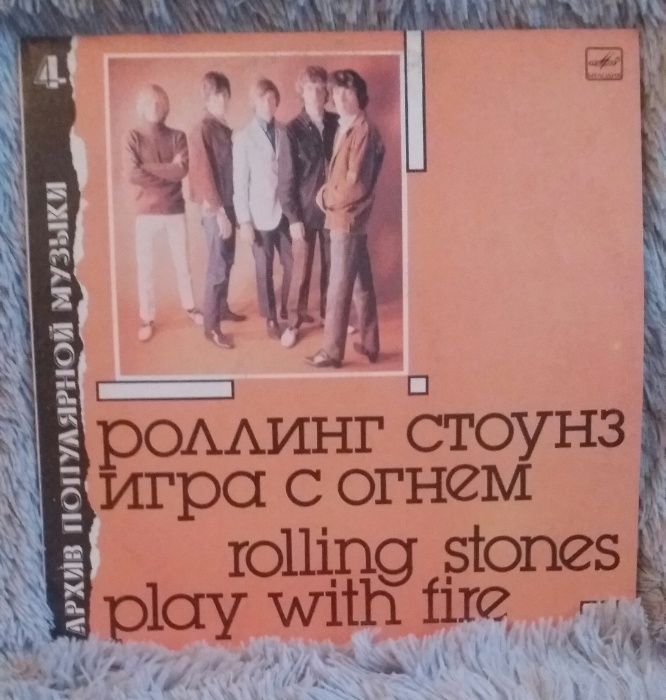 4
АРХИВ ПОПУЛЯРНОЙ МУЗЫКИ
РОЛЛИНГ СТОУНЗ
ИГРА С ОГНЕМ
rolling stones
play with fire